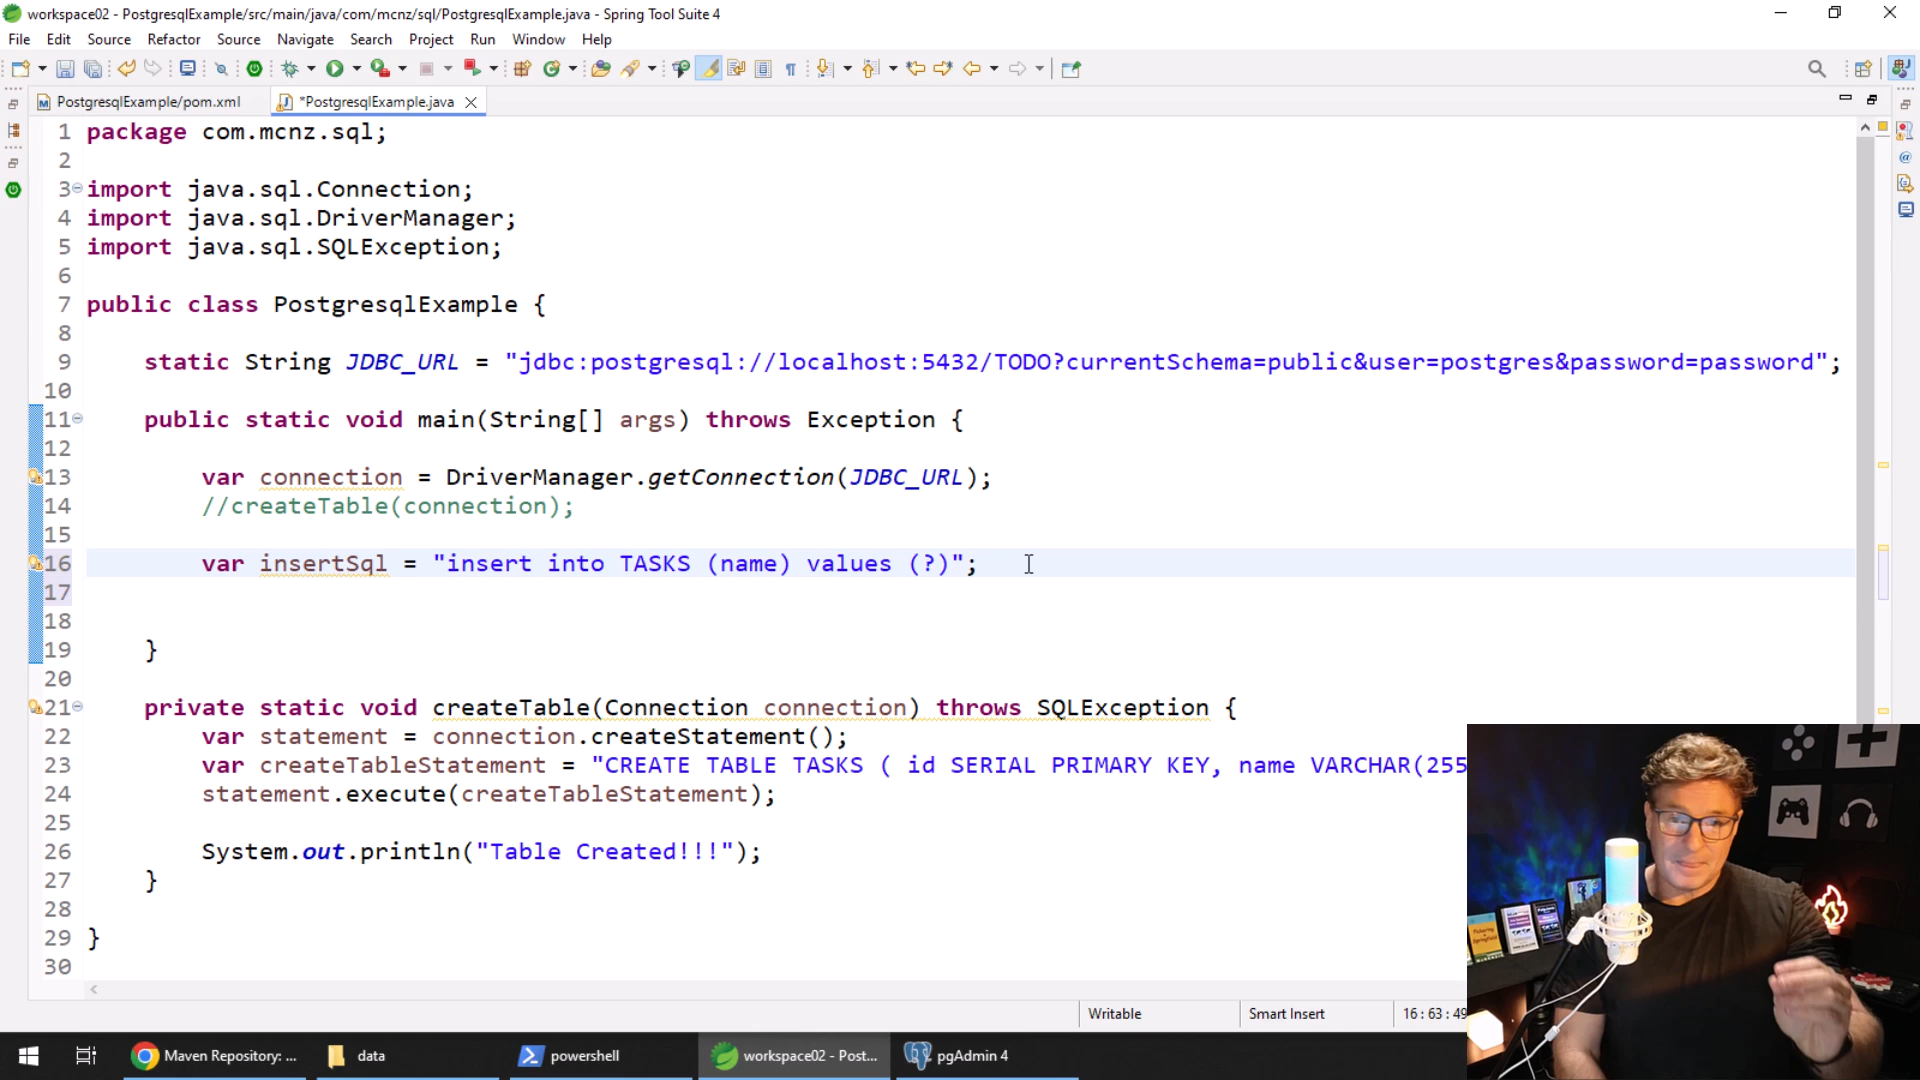 workspace02 - PostgresqlExample/src/main/java/com/mcnz/sql/PostgresqlExample.java - Spring Tool Suite 4
File Edit Source Refactor Source Navigate Search Project Run Window Help
PostgresqlExample/pom.xml *PostgresqlExample.java
1 package com.mcnz.sql;
2
3 import java.sql.Connection;
4 import java.sql.DriverManager;
5 import java.sql.SQLException;
6
7 public class PostgresqlExample {
8
9 static String JDBC_URL = "jdbc:postgresql://localhost:5432/TODO?currentSchema=public&user=postgres&password=password";
10
11 public static void main(String[] args) throws Exception {
12
13 var connection = DriverManager.getConnection(JDBC_URL);
14 //createTable(connection);
15
16 var insertSql = "insert into TASKS (name) values (?)";
17
18
19 }
20
21 private static void createTable(Connection connection) throws SQLException {
22 var statement = connection.createStatement();
23 var createTableStatement = "CREATE TABLE TASKS ( id SERIAL PRIMARY KEY, name VARCHAR(255
24 statement.execute(createTableStatement);
25
26 System.out.println("Table Created!!!");
27 }
28
29 }
30
Writable Smart Insert 16 : 63 : 49
Maven Repository: ... data powershell workspace02 - Post... pgAdmin 4